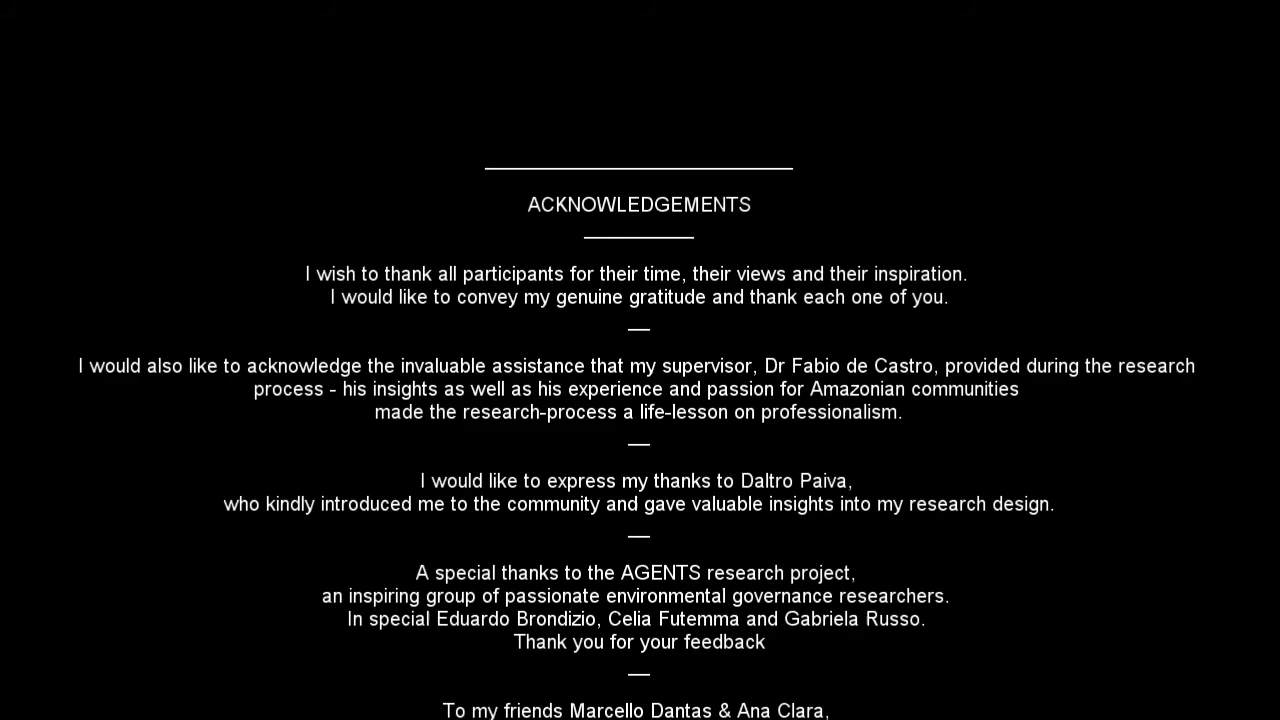 ACKNOWLEDGEMENTS
I wish to thank all participants for their time, their views and their inspiration.
I would like to convey my genuine gratitude and thank each one of you.
I would also like to acknowledge the invaluable assistance that my supervisor, Dr Fabio de Castro, provided during the research
process - his insights as well as his experience and passion for Amazonian communities
made the research-process a life-lesson on professionalism.
I would like to express my thanks to Daltro Paiva,
who kindly introduced me to the community and gave valuable insights into my research design.
A special thanks to the AGENTS research project,
an inspiring group of passionate environmental governance researchers.
In special Eduardo Brondizio, Celia Futemma and Gabriela Russo.
Thank you for your feedback
To my friends Marcello Dantas & Ana Clara,